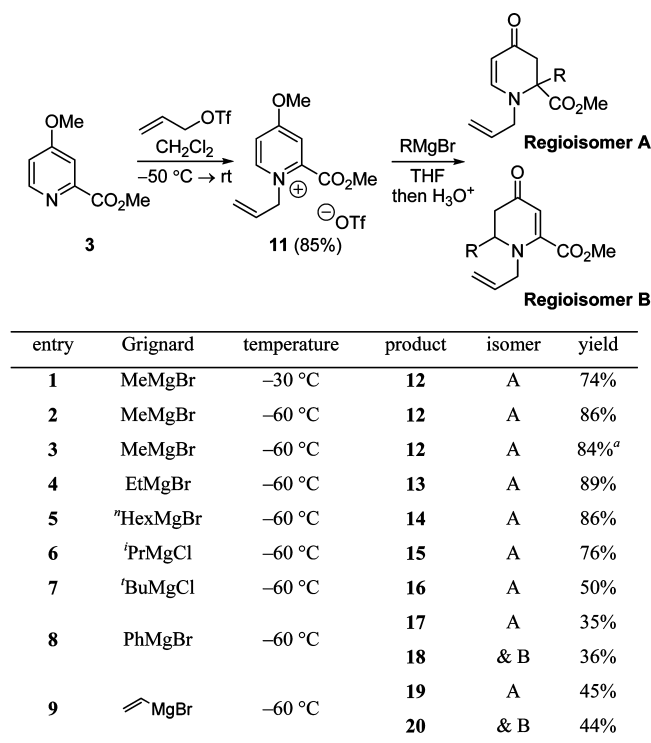 OMe
N
CO2Me
3
OTf
CH2Cl2
–50 °C → rt
OMe
N
⊕
CO2Me
⊖OTf
11 (85%)
RMgBr
THF
then H3O+
O
R
N
CO2Me
Regioisomer A
O
R
N
CO2Me
Regioisomer B
entry Grignard temperature product isomer yield
1 MeMgBr –30 °C 12 A 74%
2 MeMgBr –60 °C 12 A 86%
3 MeMgBr –60 °C 12 A 84%a
4 EtMgBr –60 °C 13 A 89%
5 nHexMgBr –60 °C 14 A 86%
6 iPrMgCl –60 °C 15 A 76%
7 tBuMgCl –60 °C 16 A 50%
17 A 35%
8 PhMgBr –60 °C
18 & B 36%
19 A 45%
9 MgBr –60 °C
20 & B 44%